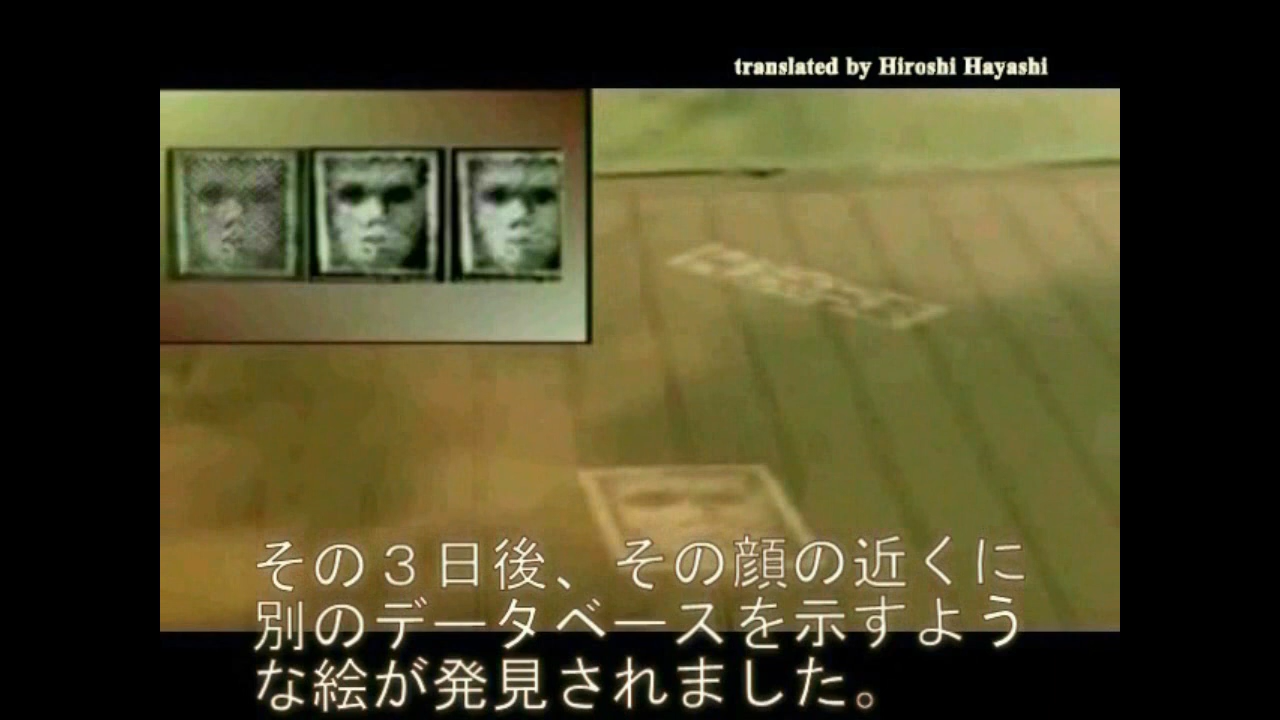 translated by Hiroshi Hayashi
その３日後、その顔の近くに
別のデータベースを示すよう
な絵が発見されました。